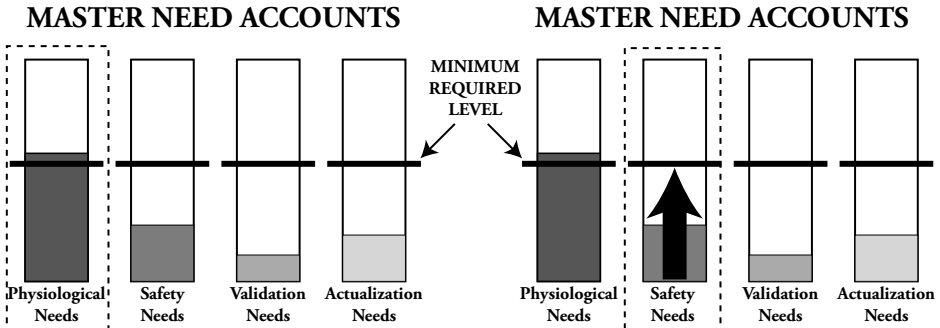 MASTER NEED ACCOUNTS
MASTER NEED ACCOUNTS
MINIMUM
REQUIRED
LEVEL
Physiological
Needs
Safety
Needs
Validation
Needs
Actualization
Needs
Physiological
Needs
Safety
Needs
Validation
Needs
Actualization
Needs